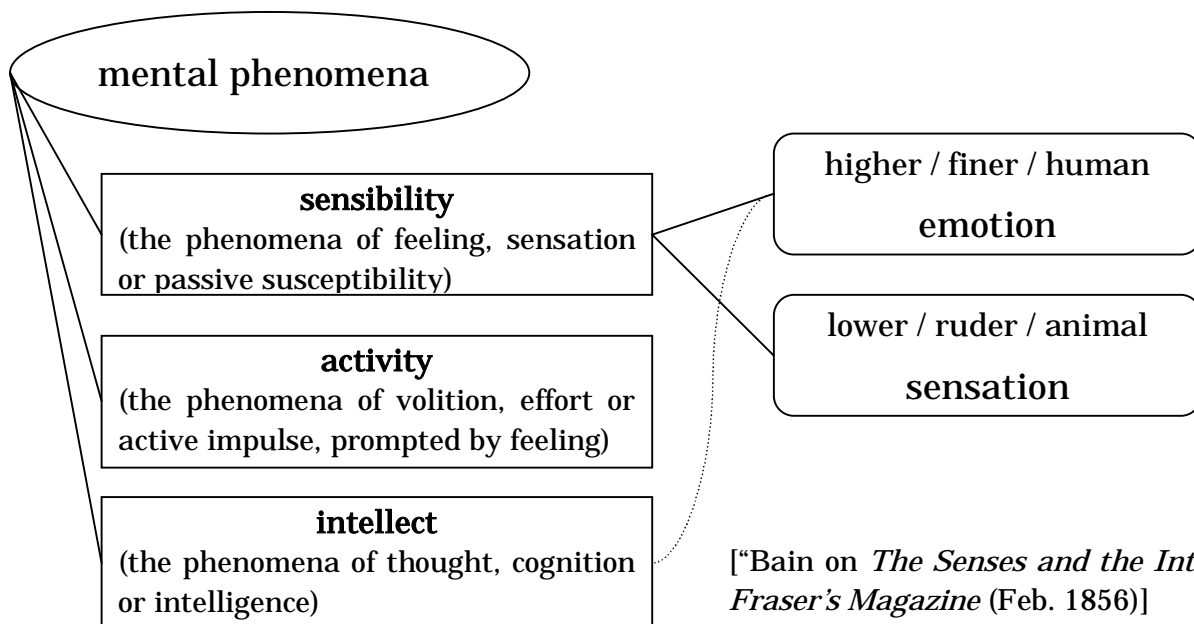 mental phenomena
sensibility
(the phenomena of feeling, sensation
or passive susceptibility)
activity
(the phenomena of volition, effort or
active impulse, prompted by feeling)
intellect
(the phenomena of thought, cognition
or intelligence)
higher / finer / human
emotion
lower / ruder / animal
sensation
[“Bain on The Senses and the Int
Fraser’s Magazine (Feb. 1856)]